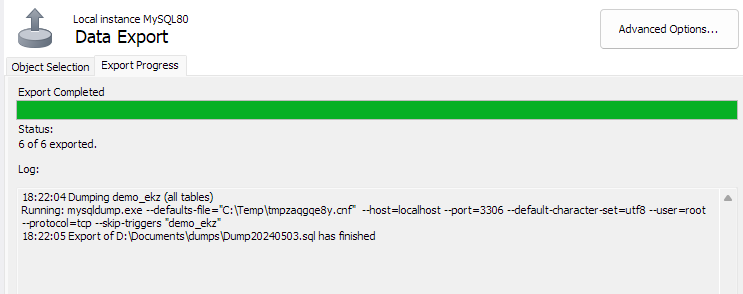 Local instance MySQL80
Data Export
Advanced Options...
Object Selection
Export Progress
Export Completed
Status:
6 of 6 exported.
Log:
18:22:04 Dumping demo_ekz (all tables)
Running: mysqldump.exe --defaults-file="C:\Temp\tmpzaqgqe8y.cnf"  --host=localhost --port=3306 --default-character-set=utf8 --user=root
--protocol=tcp --skip-triggers "demo_ekz"
18:22:05 Export of D:\Documents\dumps\Dump20240503.sql has finished